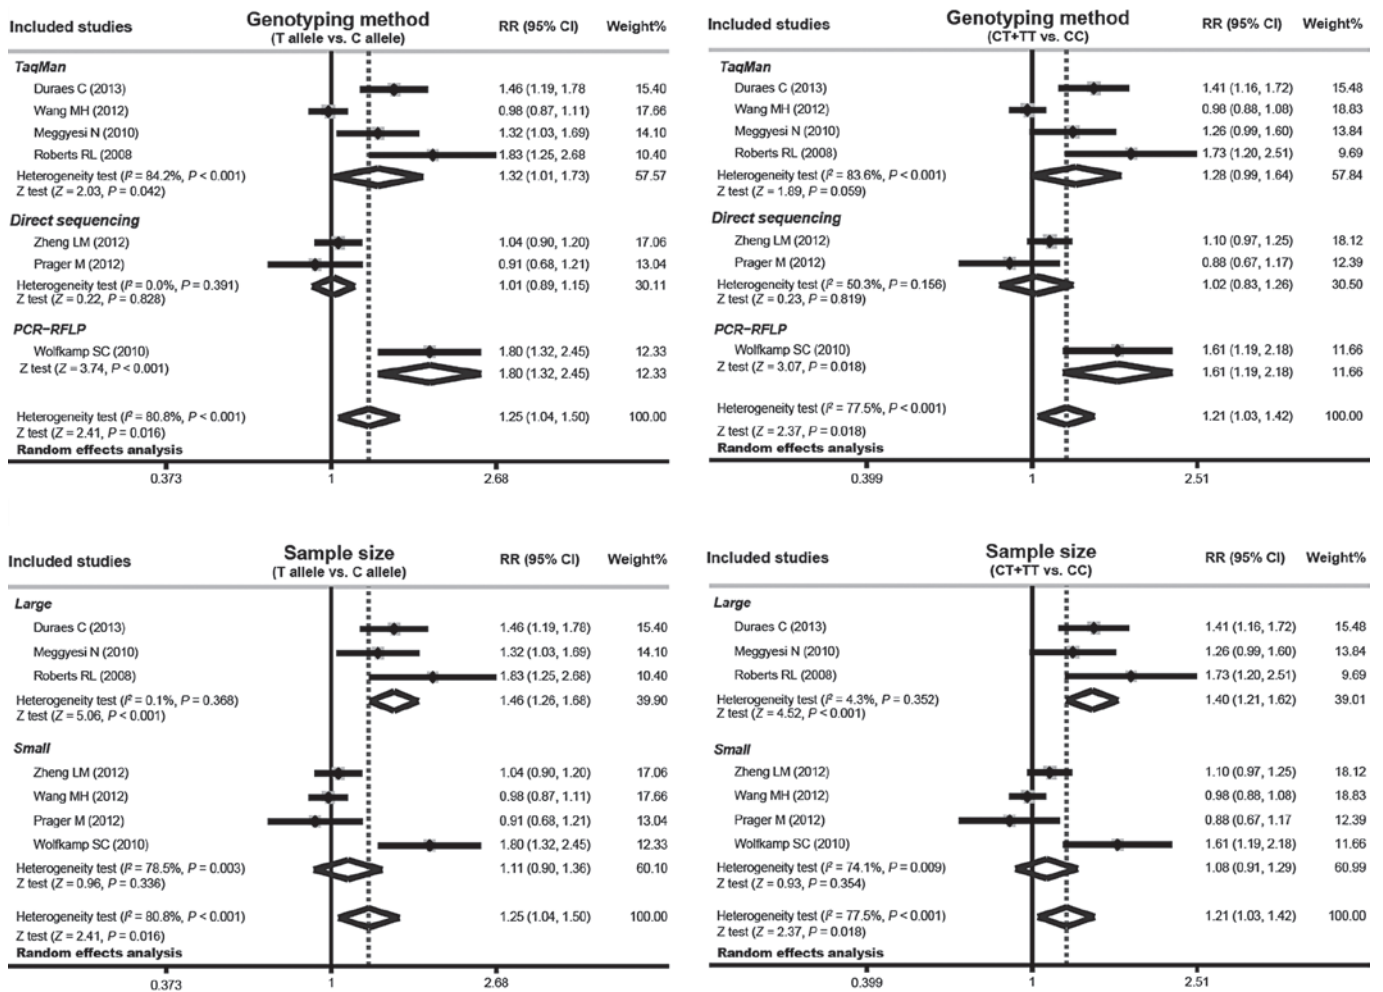 Included studies Genotyping method RR (95% CI) Weight%
(T allele vs. C allele)
TaqMan
Duraes C (2013) 1.46 (1.19, 1.78 15.40
Wang MH (2012) 0.98 (0.87, 1.11) 17.66
Meggyesi N (2010) 1.32 (1.03, 1.69) 14.10
Roberts RL (2008 1.83 (1.25, 2.68 10.40
Heterogeneity test (I² = 84.2%, P < 0.001) 1.32 (1.01, 1.73) 57.57
Z test (Z = 2.03, P = 0.042)
Direct sequencing
Zheng LM (2012) 1.04 (0.90, 1.20) 17.06
Prager M (2012) 0.91 (0.68, 1.21) 13.04
Heterogeneity test (I² = 0.0%, P = 0.391) 1.01 (0.89, 1.15) 30.11
Z test (Z = 0.22, P = 0.828)
PCR-RFLP
Wolfkamp SC (2010) 1.80 (1.32, 2.45) 12.33
Z test (Z = 3.74, P < 0.001) 1.80 (1.32, 2.45) 12.33
Heterogeneity test (I² = 80.8%, P < 0.001) 1.25 (1.04, 1.50) 100.00
Z test (Z = 2.41, P = 0.016)
Random effects analysis
0.373 1 2.68
Included studies Genotyping method RR (95% CI) Weight%
(CT+TT vs. CC)
TaqMan
Duraes C (2013) 1.41 (1.16, 1.72) 15.48
Wang MH (2012) 0.98 (0.88, 1.08) 18.83
Meggyesi N (2010) 1.26 (0.99, 1.60) 13.84
Roberts RL (2008) 1.73 (1.20, 2.51) 9.69
Heterogeneity test (I² = 83.6%, P < 0.001) 1.28 (0.99, 1.64) 57.84
Z test (Z = 1.89, P = 0.059)
Direct sequencing
Zheng LM (2012) 1.10 (0.97, 1.25) 18.12
Prager M (2012) 0.88 (0.67, 1.17) 12.39
Heterogeneity test (I² = 50.3%, P = 0.156) 1.02 (0.83, 1.26) 30.50
Z test (Z = 0.23, P = 0.819)
PCR-RFLP
Wolfkamp SC (2010) 1.61 (1.19, 2.18) 11.66
Z test (Z = 3.07, P = 0.018) 1.61 (1.19, 2.18) 11.66
Heterogeneity test (I² = 77.5%, P < 0.001) 1.21 (1.03, 1.42) 100.00
Z test (Z = 2.37, P = 0.018)
Random effects analysis
0.399 1 2.51
Included studies Sample size RR (95% CI) Weight%
(T allele vs. C allele)
Large
Duraes C (2013) 1.46 (1.19, 1.78) 15.40
Meggyesi N (2010) 1.32 (1.03, 1.69) 14.10
Roberts RL (2008) 1.83 (1.25, 2.68) 10.40
Heterogeneity test (I² = 0.1%, P = 0.368) 1.46 (1.26, 1.68) 39.90
Z test (Z = 5.06, P < 0.001)
Small
Zheng LM (2012) 1.04 (0.90, 1.20) 17.06
Wang MH (2012) 0.98 (0.87, 1.11) 17.66
Prager M (2012) 0.91 (0.68, 1.21) 13.04
Wolfkamp SC (2010) 1.80 (1.32, 2.45) 12.33
Heterogeneity test (I² = 78.5%, P = 0.003) 1.11 (0.90, 1.36) 60.10
Z test (Z = 0.96, P = 0.336)
Heterogeneity test (I² = 80.8%, P < 0.001) 1.25 (1.04, 1.50) 100.00
Z test (Z = 2.41, P = 0.016)
Random effects analysis
0.373 1 2.68
Included studies Sample size RR (95% CI) Weight%
(CT+TT vs. CC)
Large
Duraes C (2013) 1.41 (1.16, 1.72) 15.48
Meggyesi N (2010) 1.26 (0.99, 1.60) 13.84
Roberts RL (2008) 1.73 (1.20, 2.51) 9.69
Heterogeneity test (I² = 4.3%, P = 0.352) 1.40 (1.21, 1.62) 39.01
Z test (Z = 4.52, P < 0.001)
Small
Zheng LM (2012) 1.10 (0.97, 1.25) 18.12
Wang MH (2012) 0.98 (0.88, 1.08) 18.83
Prager M (2012) 0.88 (0.67, 1.17 12.39
Wolfkamp SC (2010) 1.61 (1.19, 2.18) 11.66
Heterogeneity test (I² = 74.1%, P = 0.009) 1.08 (0.91, 1.29) 60.99
Z test (Z = 0.93, P = 0.354)
Heterogeneity test (I² = 77.5%, P < 0.001) 1.21 (1.03, 1.42) 100.00
Z test (Z = 2.37, P = 0.018)
Random effects analysis
0.399 1 2.51